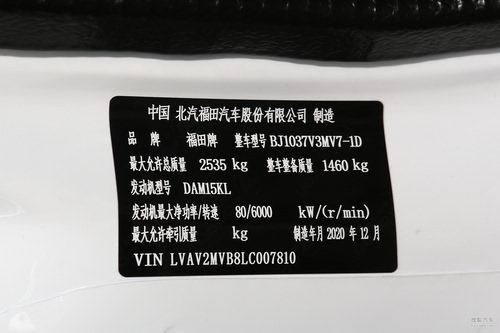 中国 北汽福田汽车股份有限公司 制造
品 牌 福田牌 整车型号 BJ1037V3MV7-1D
最大允许总质量 2535 kg 整车整备质量 1460 kg
发动机型号 DAM15KL
发动机最大净功率/转速 80/6000 kW/(r/min)
最大允许牵引质量 kg 制造年月 2020 年 12 月
VIN LVAV2MVB8LC007810
搜狐汽车